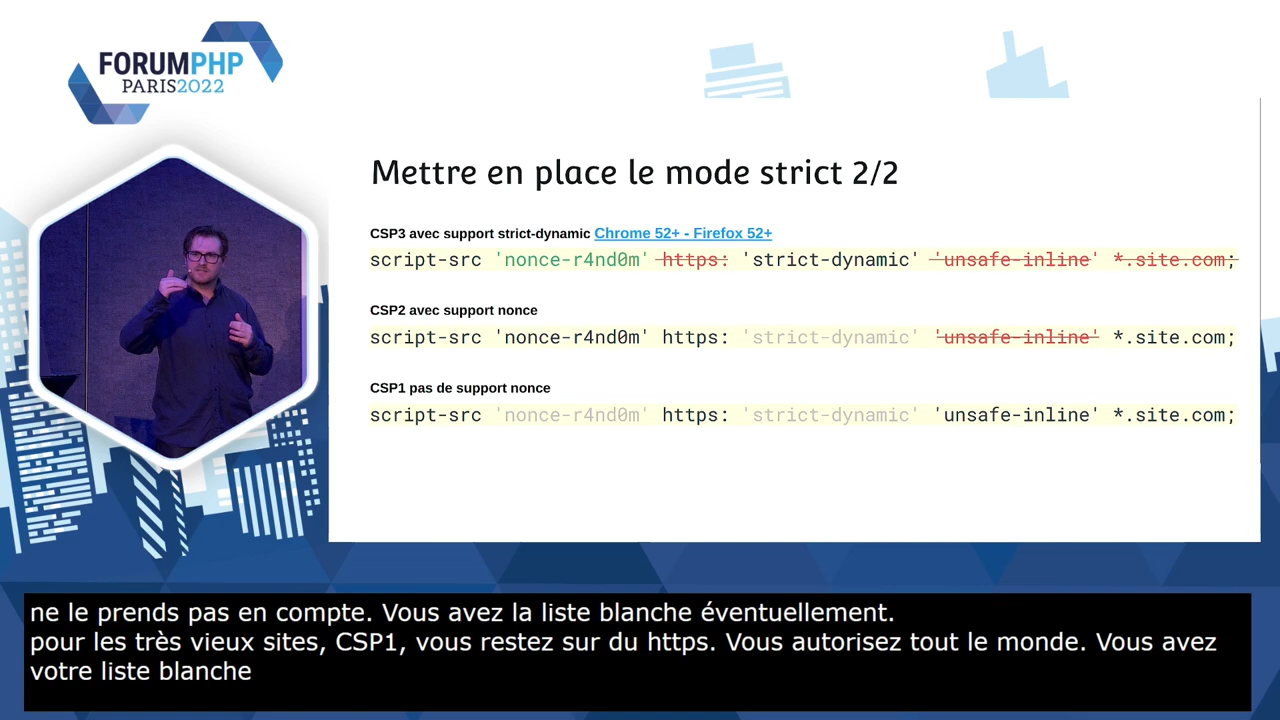 FORUMPHP
PARIS2022
Mettre en place le mode strict 2/2
CSP3 avec support strict-dynamic Chrome 52+ - Firefox 52+
script-src 'nonce-r4nd0m' https: 'strict-dynamic' 'unsafe-inline' *.site.com;
CSP2 avec support nonce
script-src 'nonce-r4nd0m' https: 'strict-dynamic' 'unsafe-inline' *.site.com;
CSP1 pas de support nonce
script-src 'nonce-r4nd0m' https: 'strict-dynamic' 'unsafe-inline' *.site.com;
ne le prends pas en compte. Vous avez la liste blanche éventuellement.
pour les très vieux sites, CSP1, vous restez sur du https. Vous autorisez tout le monde. Vous avez
votre liste blanche